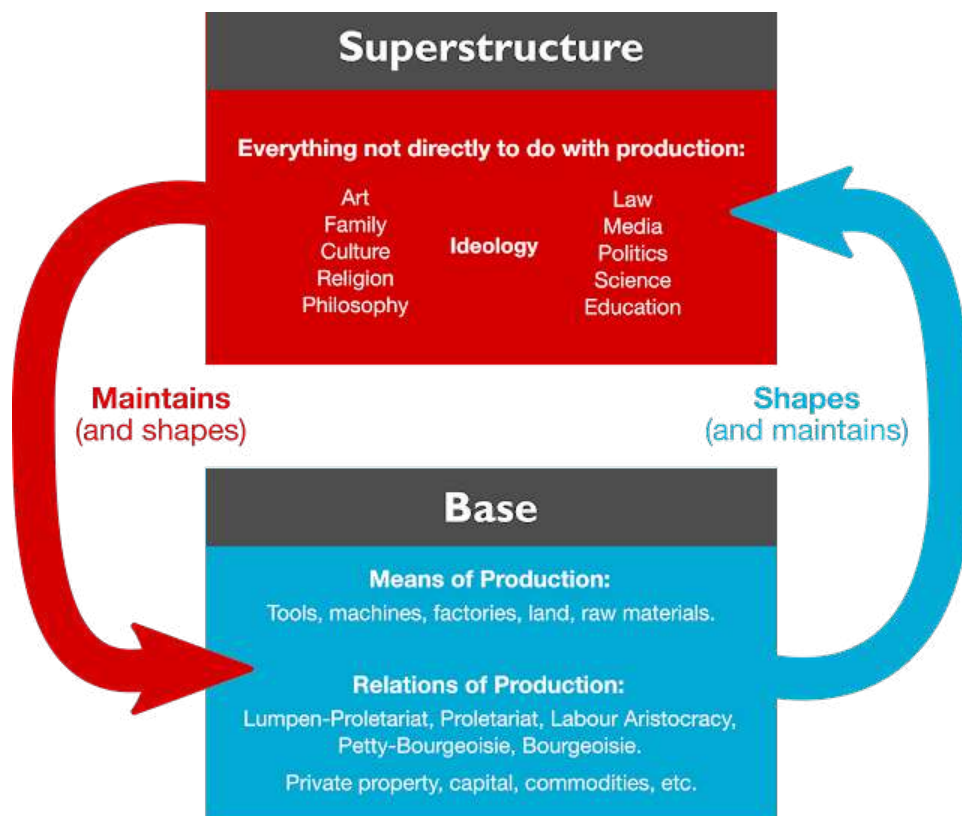 Superstructure
Everything not directly to do with production:
Art
Family
Culture
Religion
Philosophy
Ideology
Law
Media
Politics
Science
Education
Maintains
(and shapes)
Shapes
(and maintains)
Base
Means of Production:
Tools, machines, factories, land, raw materials.
Relations of Production:
Lumpen-Proletariat, Proletariat, Labour Aristocracy,
Petty-Bourgeoisie, Bourgeoisie.
Private property, capital, commodities, etc.